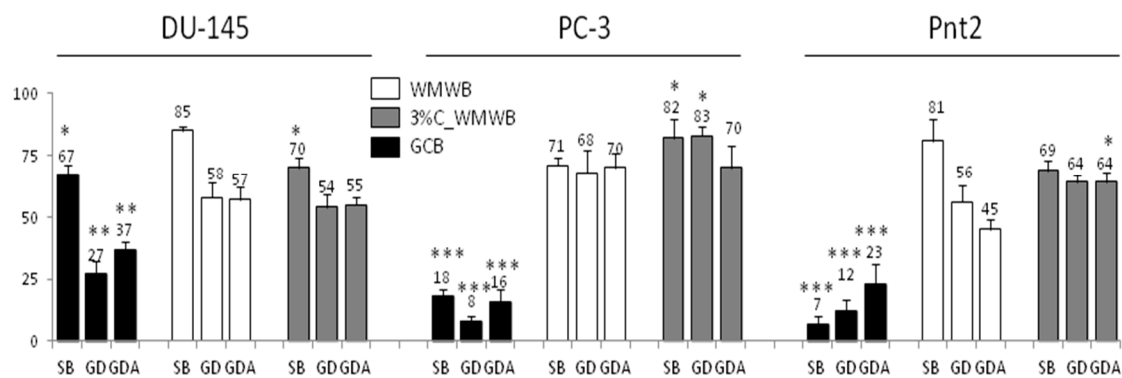 DU-145 PC-3 Pnt2
WMWB
3%C_WMWB
GCB
100
75
50
25
0
* 67 ** 27 ** 37 85 58 57 * 70 54 55
*** 18 *** 8 *** 16 71 68 70 * 82 * 83 70
*** 7 *** 12 *** 23 81 56 45 69 64 * 64
SB GD GDA SB GD GDA SB GD GDA SB GD GDA SB GD GDA SB GD GDA SB GD GDA SB GD GDA SB GD GDA